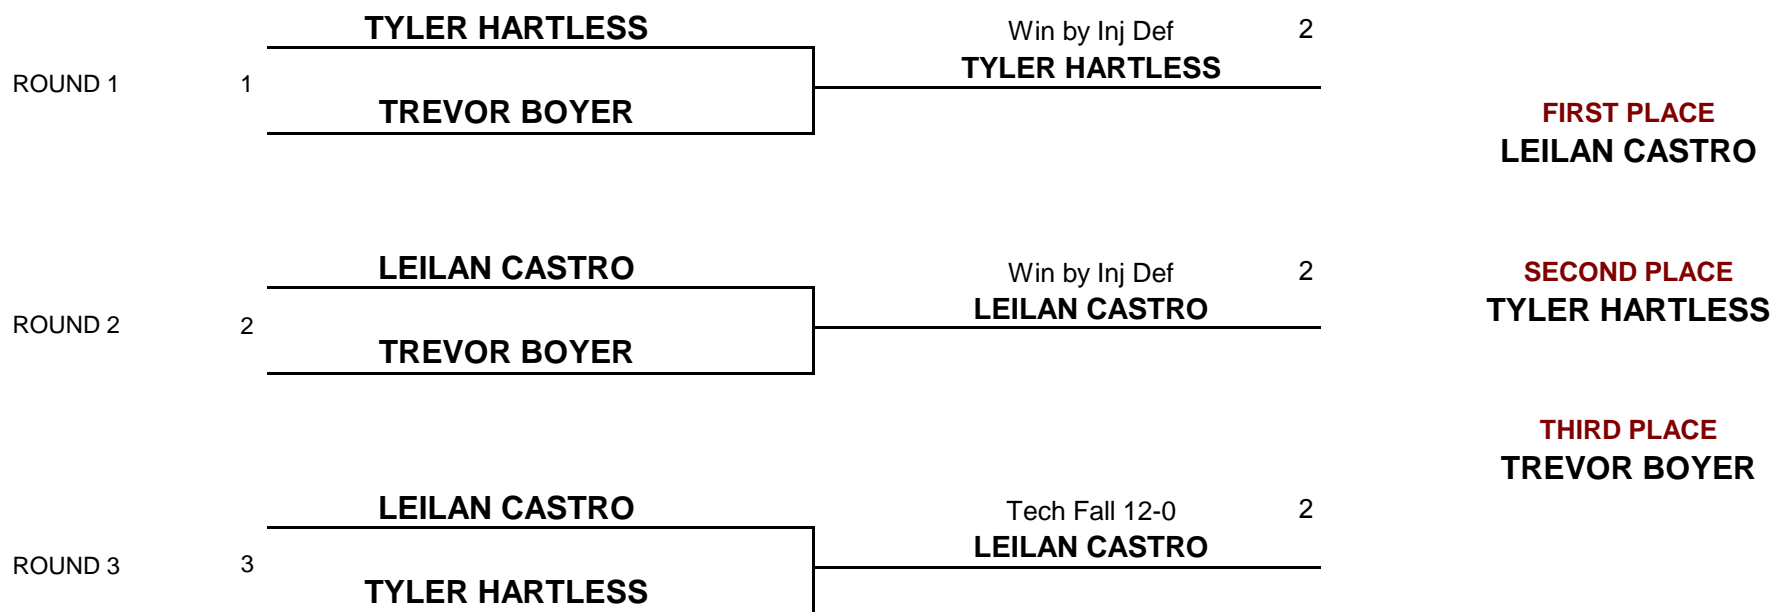 TYLER HARTLESS
Win by Inj Def 2
TYLER HARTLESS
ROUND 1 1
TREVOR BOYER
FIRST PLACE
LEILAN CASTRO
LEILAN CASTRO
Win by Inj Def 2
SECOND PLACE
LEILAN CASTRO
TYLER HARTLESS
ROUND 2 2
TREVOR BOYER
THIRD PLACE
TREVOR BOYER
LEILAN CASTRO
Tech Fall 12-0 2
LEILAN CASTRO
ROUND 3 3
TYLER HARTLESS